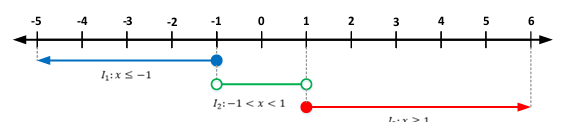 -5 -4 -3 -2 -1 0 1 2 3 4 5 6
I₁: x ≤ −1
I₂: −1 < x < 1